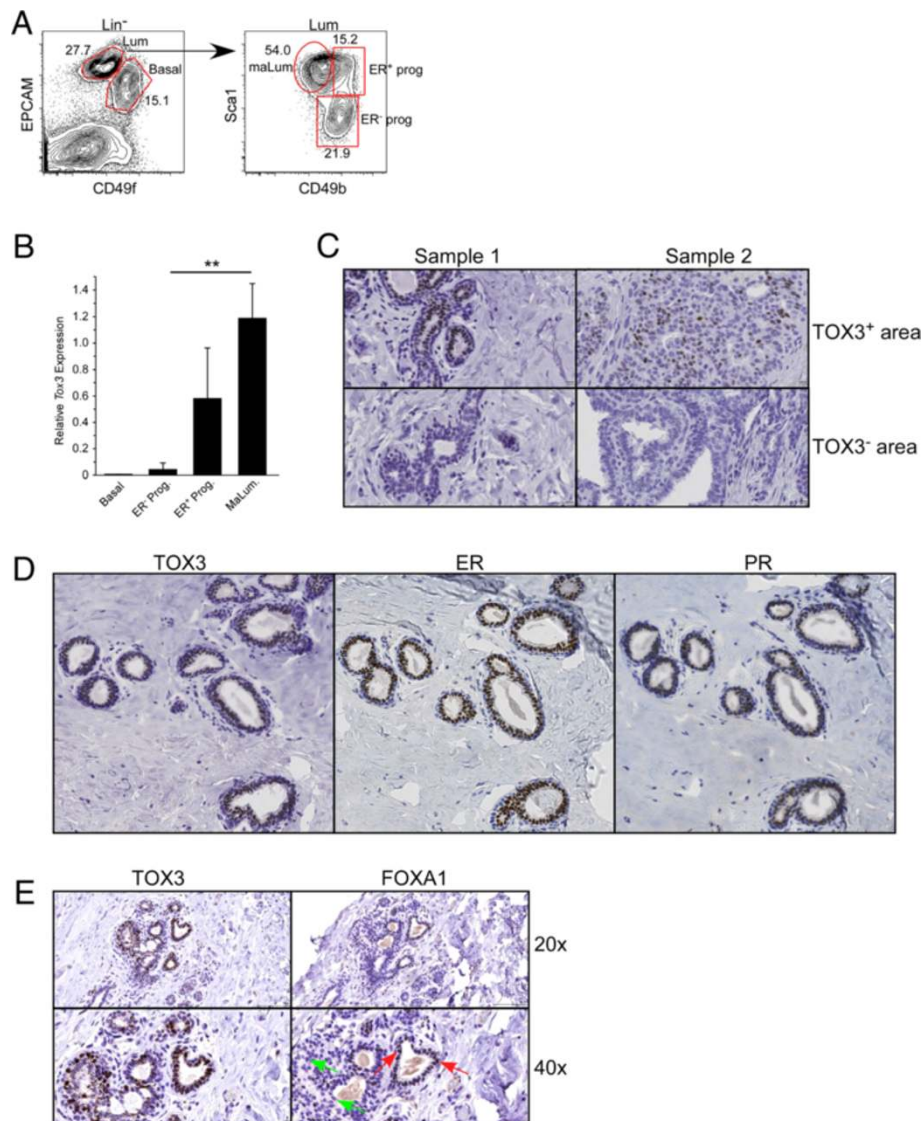 A
Lin⁻
Lum
27.7
Lum
Basal
15.1
EPCAM
CD49f
15.2
54.0
maLum
ER⁺ prog
ER⁻ prog
21.9
Sca1
CD49b
B
**
1.4
1.2
1.0
0.8
0.6
0.4
0.2
0
Relative Tox3 Expression
Basal
ER⁻ Prog.
ER⁺ Prog.
MaLum.
C
Sample 1
Sample 2
TOX3⁺ area
TOX3⁻ area
D
TOX3
ER
PR
E
TOX3
FOXA1
20x
40x